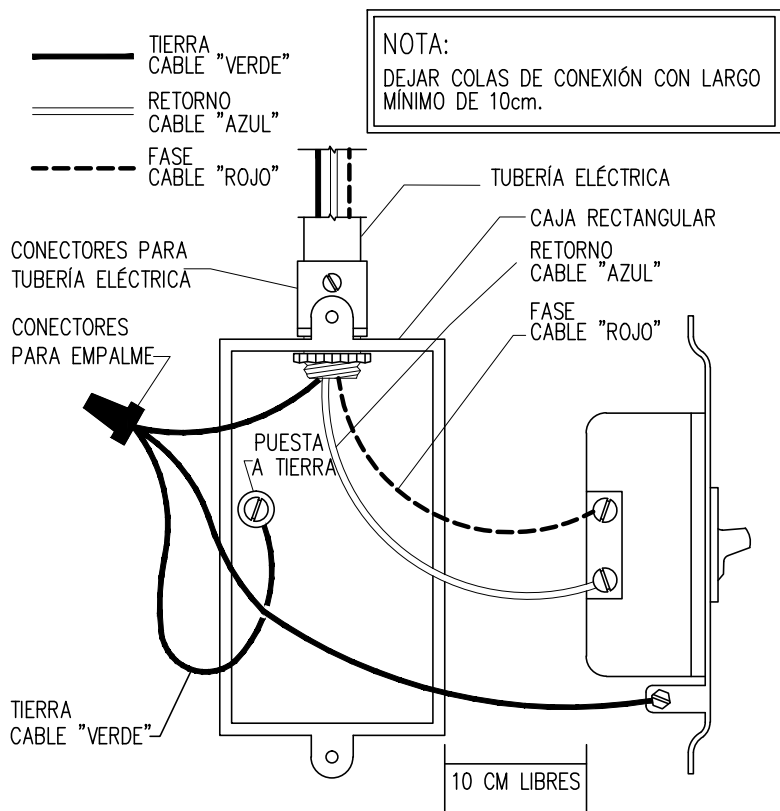 TIERRA
CABLE "VERDE"
RETORNO
CABLE "AZUL"
FASE
CABLE "ROJO"
NOTA:
DEJAR COLAS DE CONEXIÓN CON LARGO
MÍNIMO DE 10cm.
TUBERÍA ELÉCTRICA
CAJA RECTANGULAR
RETORNO
CABLE "AZUL"
FASE
CABLE "ROJO"
CONECTORES PARA
TUBERÍA ELÉCTRICA
CONECTORES
PARA EMPALME
PUESTA
A TIERRA
TIERRA
CABLE "VERDE"
10 CM LIBRES